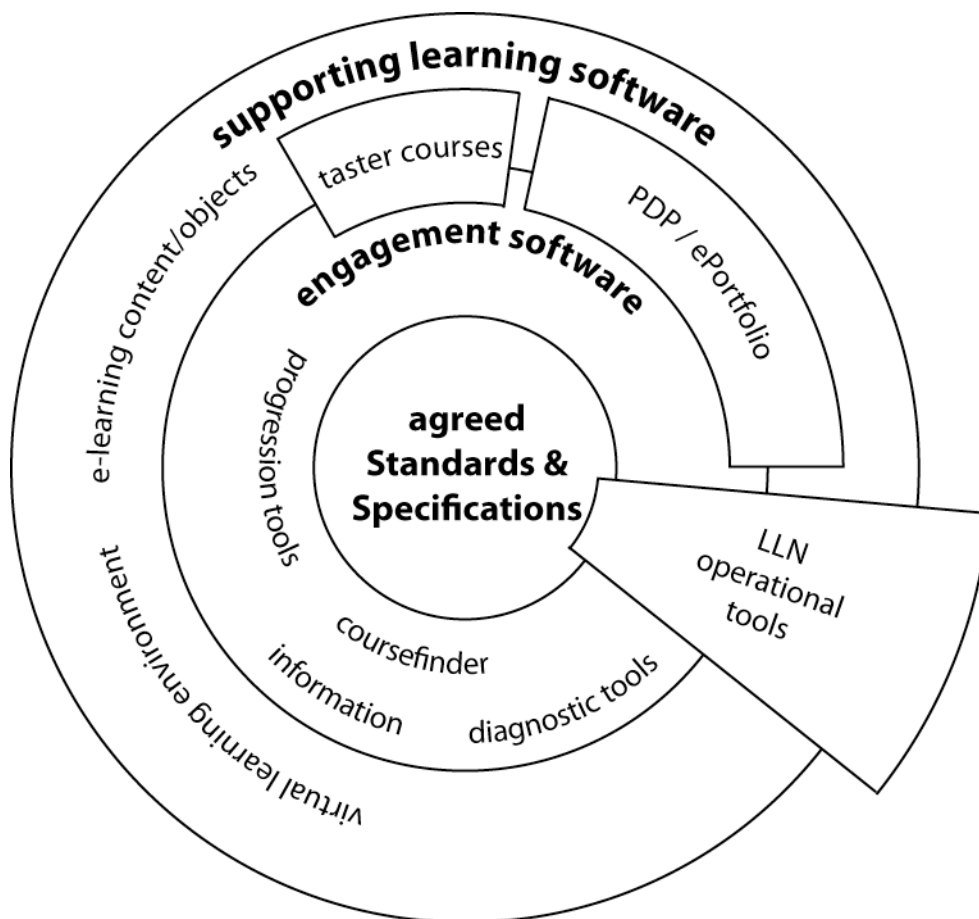 supporting learning software
taster courses
PDP / ePortfolio
e-learning content/objects
engagement software
progression tools
agreed
Standards &
Specifications
LLN
operational
tools
coursefinder
information
diagnostic tools
virtual learning environment